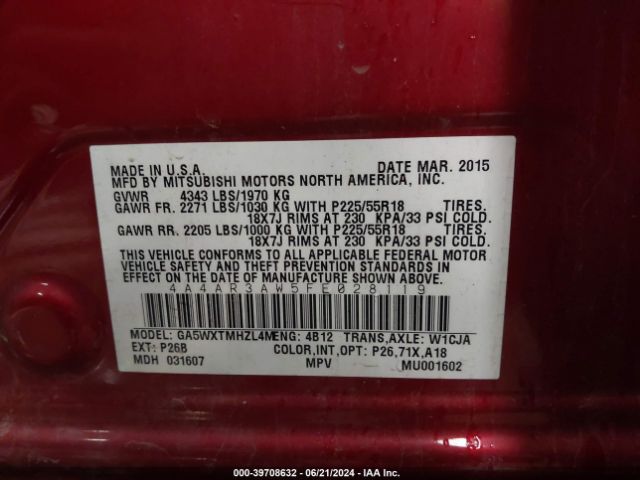 MADE IN U.S.A. DATE MAR. 2015
MFD BY MITSUBISHI MOTORS NORTH AMERICA, INC.
GVWR 4343 LBS/1970 KG
GAWR FR. 2271 LBS/1030 KG WITH P225/55R18 TIRES,
18X7J RIMS AT 230 KPA/33 PSI COLD.
GAWR RR. 2205 LBS/1000 KG WITH P225/55R18 TIRES,
18X7J RIMS AT 230 KPA/33 PSI COLD.
THIS VEHICLE CONFORMS TO ALL APPLICABLE FEDERAL MOTOR
VEHICLE SAFETY AND THEFT PREVENTION STANDARDS IN
EFFECT ON THE DATE OF MANUFACTURE SHOWN ABOVE.
4A4AR3AW5FE028119
MODEL: GA5WXTMHZL4MENG: 4B12 TRANS,AXLE: W1CJA
EXT: P26B COLOR,INT,OPT: P26,71X,A18
MDH 031607 MPV MU001602
000-39708632 - 06/21/2024 - IAA Inc.